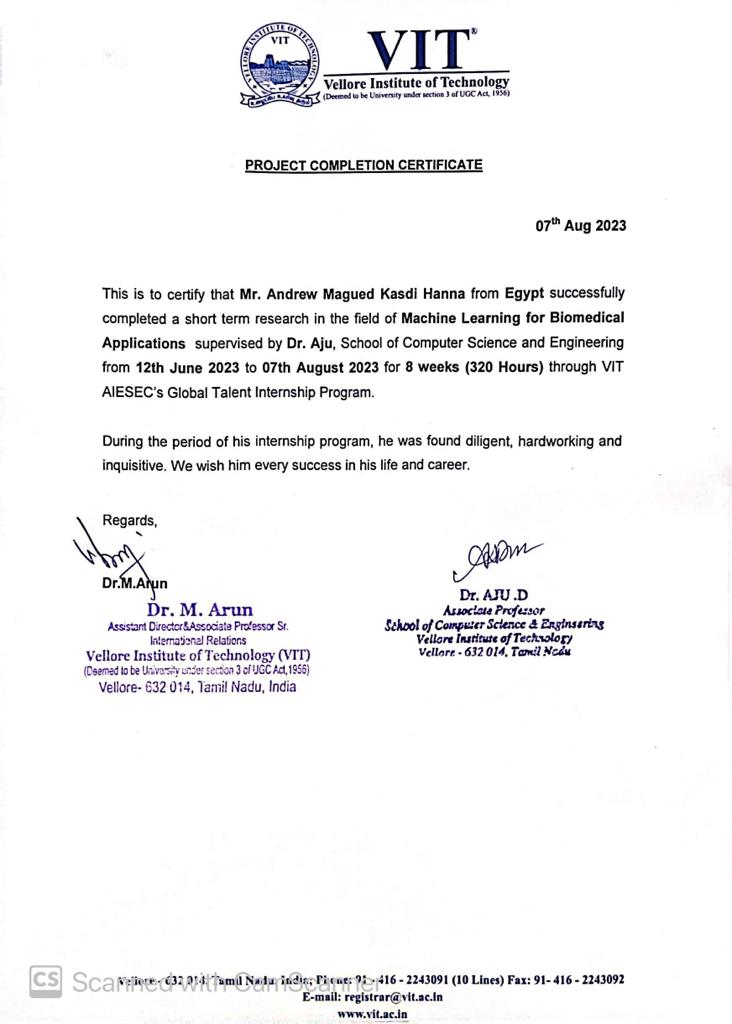 VELLORE INSTITUTE OF TECHNOLOGY
VIT
VIT®
Vellore Institute of Technology
(Deemed to be University under section 3 of UGC Act, 1956)
PROJECT COMPLETION CERTIFICATE
07th Aug 2023
This is to certify that Mr. Andrew Magued Kasdi Hanna from Egypt successfully
completed a short term research in the field of Machine Learning for Biomedical
Applications supervised by Dr. Aju, School of Computer Science and Engineering
from 12th June 2023 to 07th August 2023 for 8 weeks (320 Hours) through VIT
AIESEC's Global Talent Internship Program.
During the period of his internship program, he was found diligent, hardworking and
inquisitive. We wish him every success in his life and career.
Regards,
Dr.M.Arun
Dr. M. Arun
Assistant Director&Associate Professor Sr.
International Relations
Vellore Institute of Technology (VIT)
(Deemed to be University under section 3 of UGC Act,1956)
Vellore- 632 014, Tamil Nadu, India
Dr. AJU .D
Associate Professor
School of Computer Science & Engineering
Vellore Institute of Technology
Vellore - 632 014, Tamil Nadu
CS Scanned with CamScanner
Vellore - 632 014, Tamil Nadu, India; Phone: 91- 416 - 2243091 (10 Lines) Fax: 91- 416 - 2243092
E-mail: registrar@vit.ac.in
www.vit.ac.in